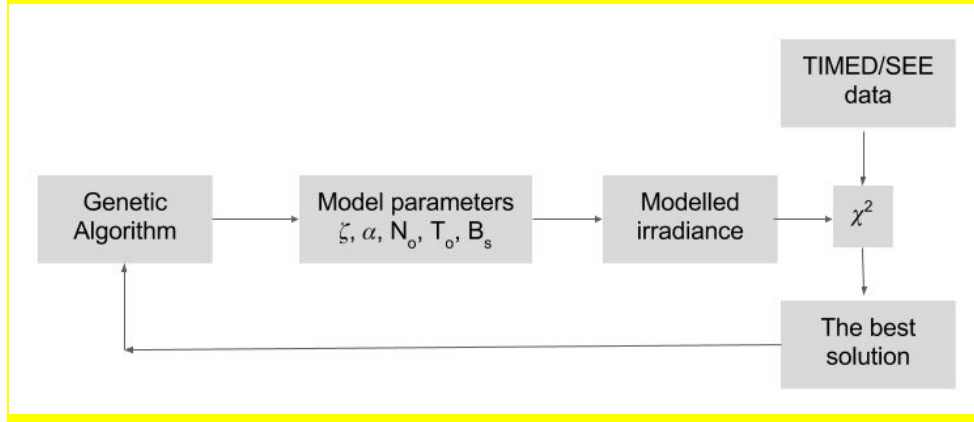 TIMED/SEE
data
Genetic
Algorithm
Model parameters
ζ, α, N₀, T₀, Bₛ
Modelled
irradiance
χ²
The best
solution